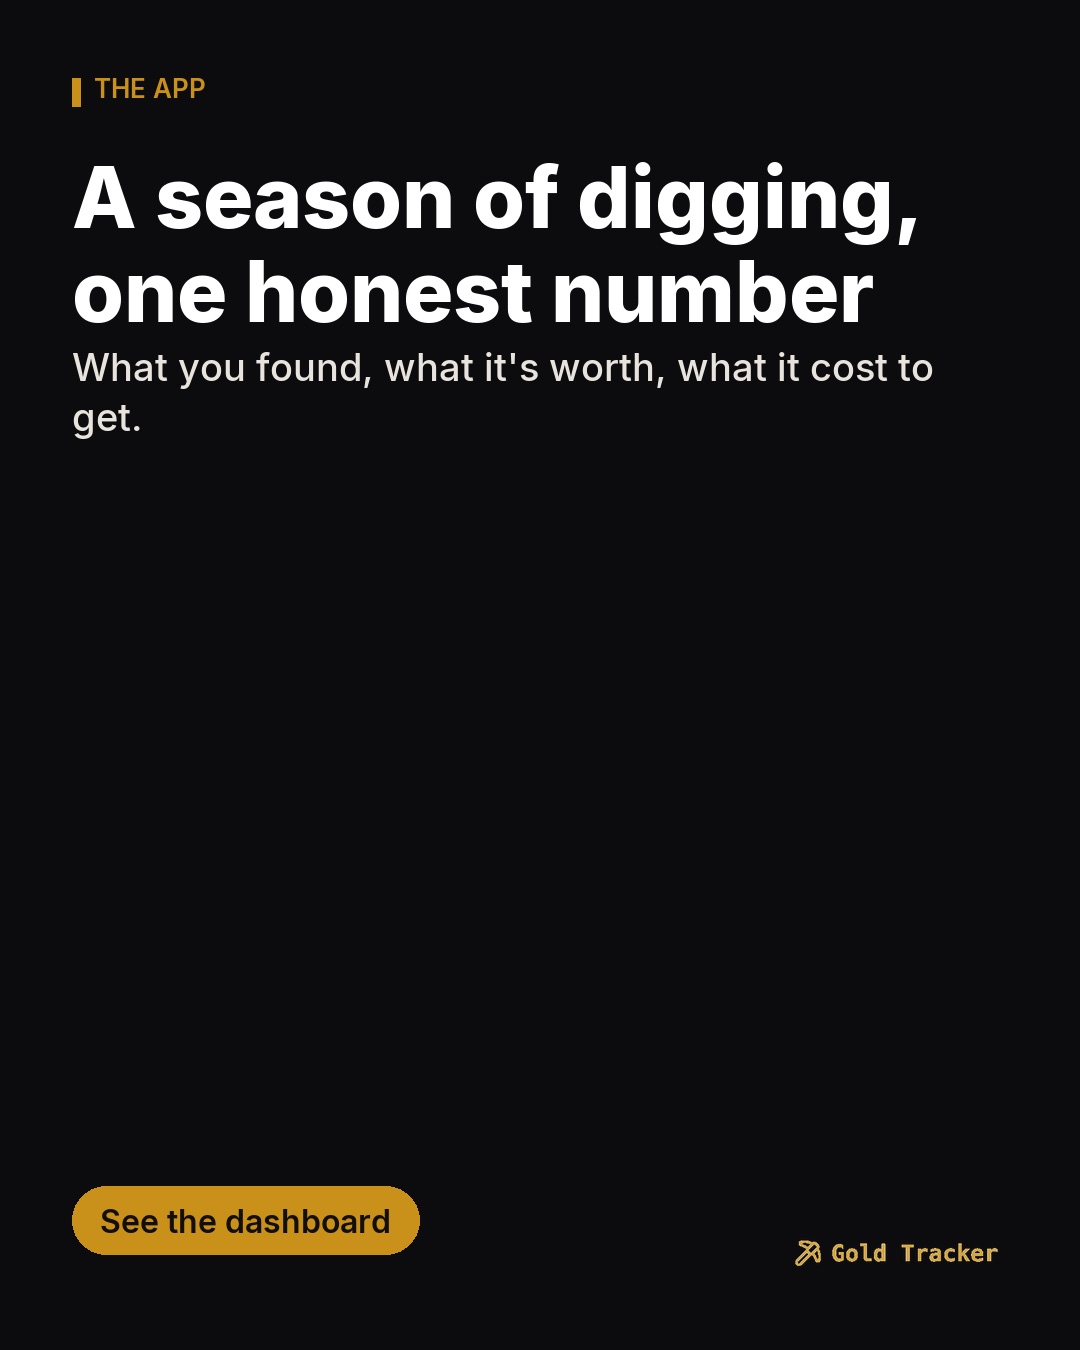 THE APP
A season of digging,
one honest number
What you found, what it's worth, what it cost to
get.
See the dashboard
Gold Tracker